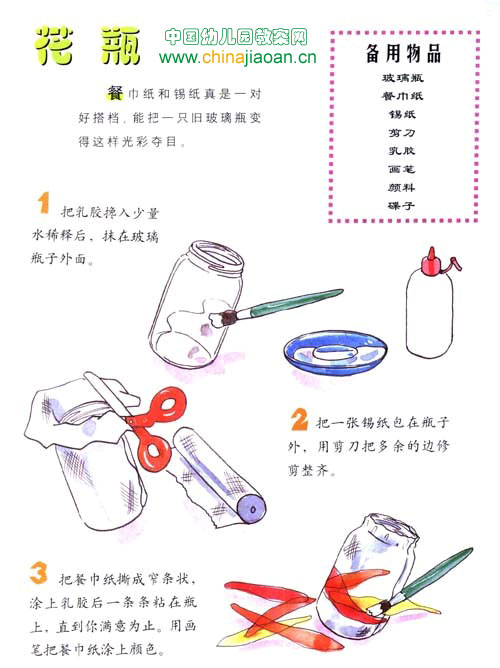 花瓶
中国幼儿园教案网
www.chinajiaoan.cn
餐巾纸和锡纸真是一对
好搭档,能把一只旧玻璃瓶变
得这样光彩夺目。
备用物品
玻璃瓶
餐巾纸
锡纸
剪刀
乳胶
画笔
颜料
碟子
1 把乳胶搀入少量
水稀释后,抹在玻璃
瓶子外面。
2 把一张锡纸包在瓶子
外,用剪刀把多余的边修
剪整齐。
3 把餐巾纸撕成窄条状,
涂上乳胶后一条条粘在瓶
上,直到你满意为止。用画
笔把餐巾纸涂上颜色。